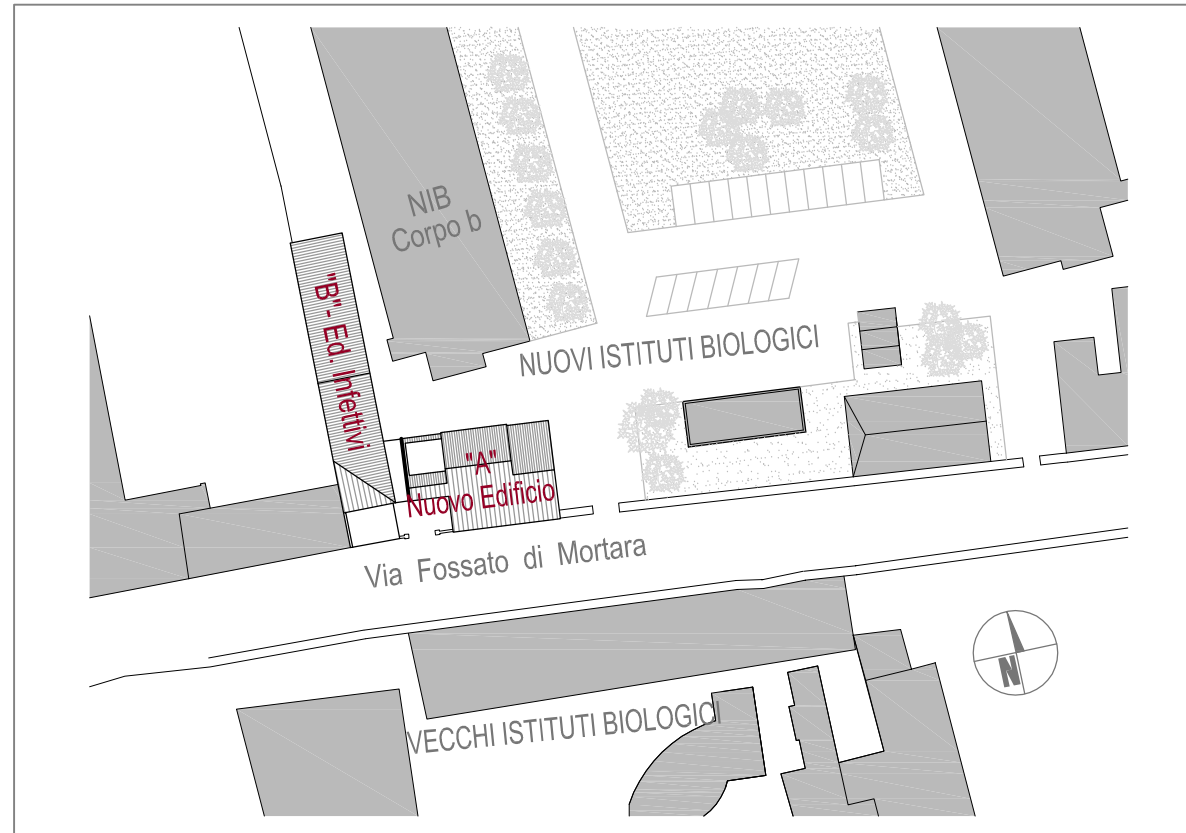 NIB
Corpo b
"B"- Ed. Infettivi
NUOVI ISTITUTI BIOLOGICI
"A"
Nuovo Edificio
Via Fossato di Mortara
N
VECCHI ISTITUTI BIOLOGICI